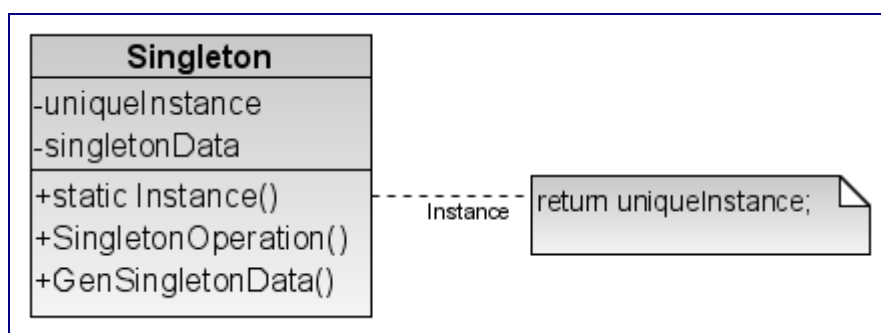 Singleton
-uniqueInstance
-singletonData
+static Instance()
+SingletonOperation()
+GenSingletonData()
Instance
return uniqueInstance;